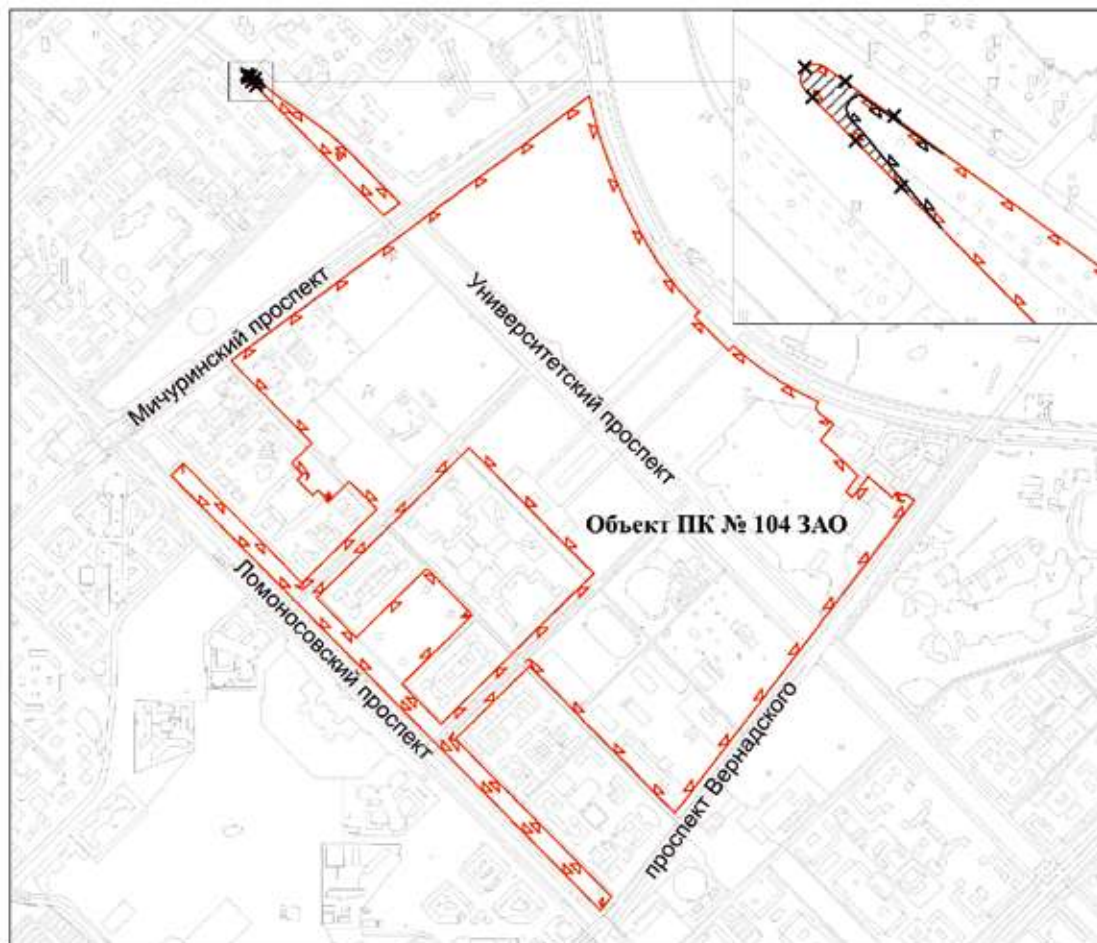 Мичуринский проспект
Университетский проспект
Объект ПК № 104 ЗАО
Ломоносовский проспект
проспект Вернадского